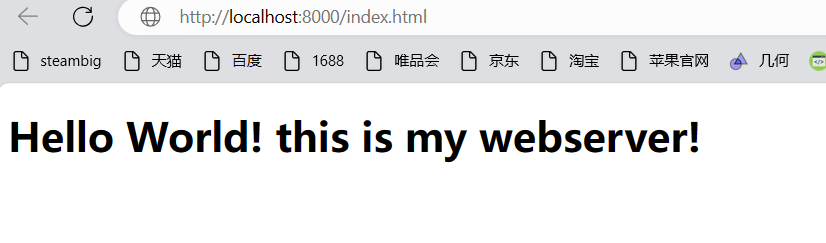 http://localhost:8000/index.html
steambig 天猫 百度 1688 唯品会 京东 淘宝 苹果官网 几何
Hello World! this is my webserver!